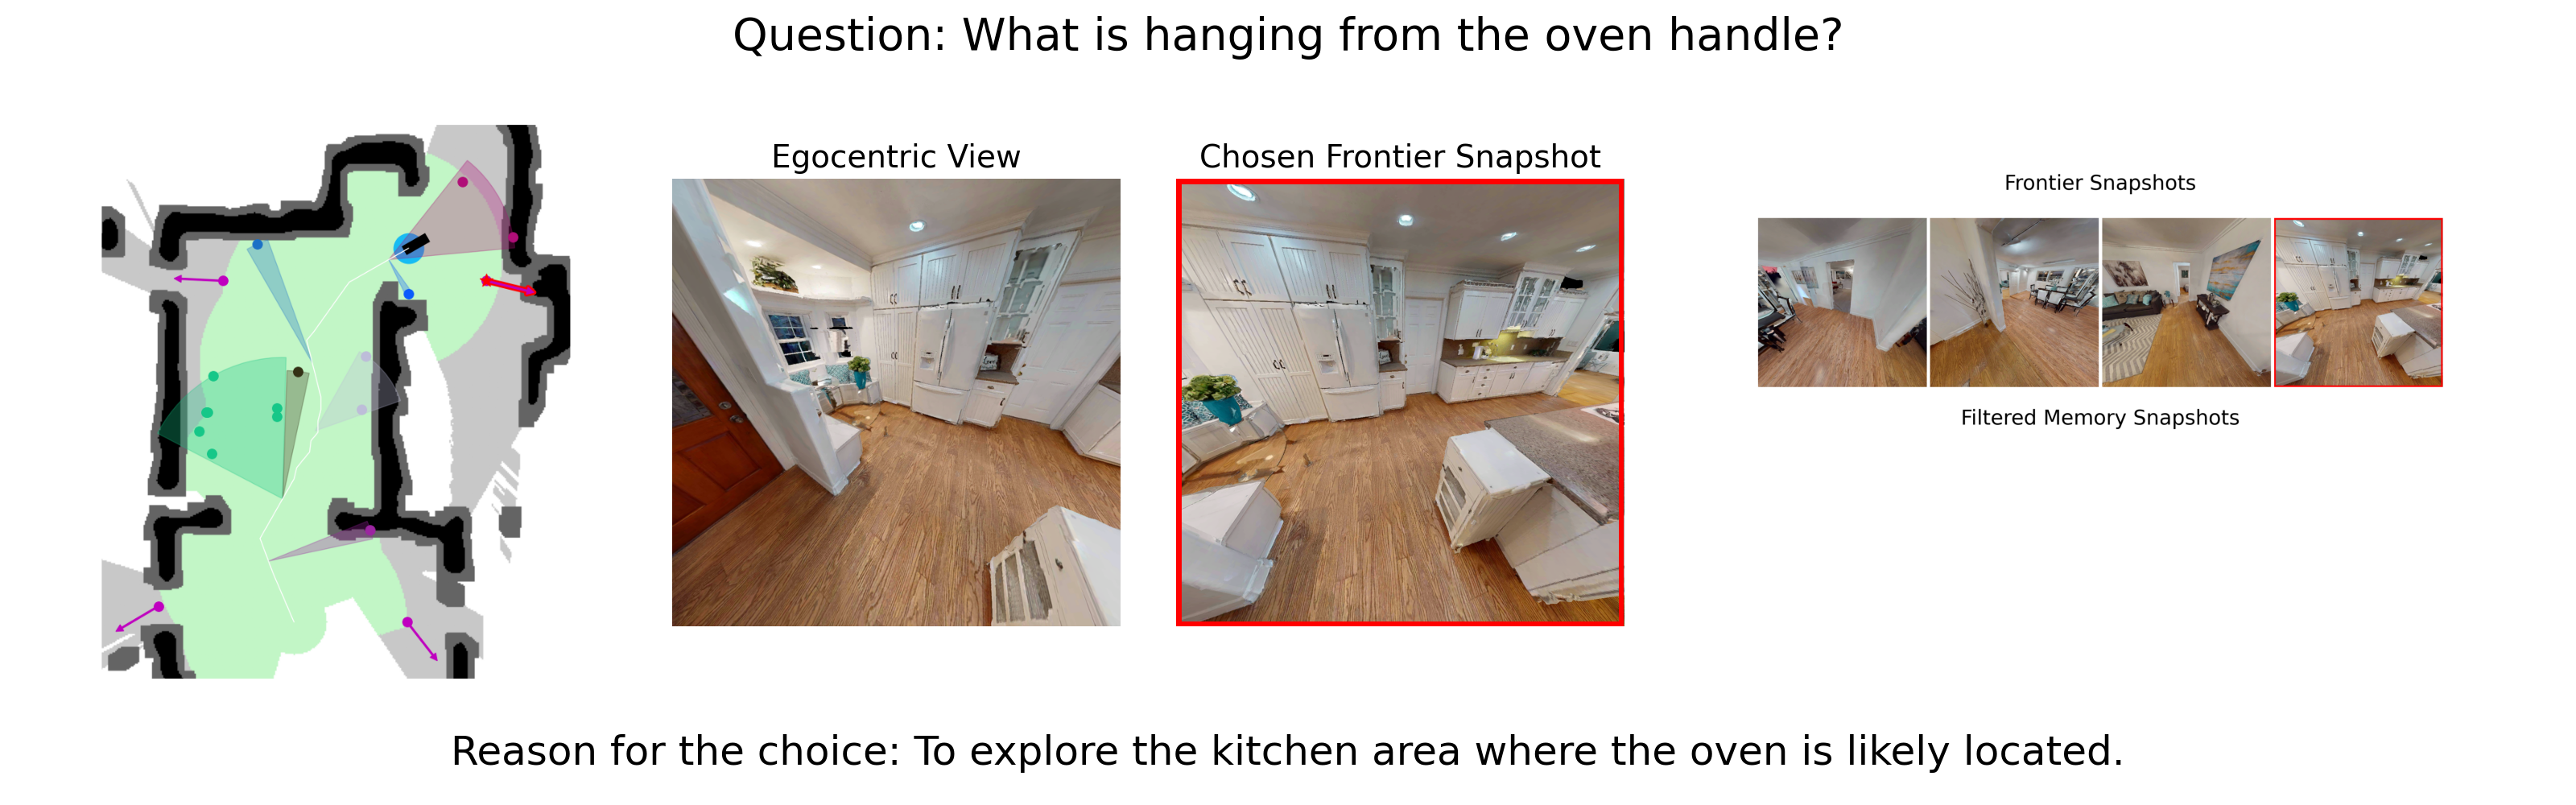 Question: What is hanging from the oven handle?
Egocentric View
Chosen Frontier Snapshot
Frontier Snapshots
Filtered Memory Snapshots
Reason for the choice: To explore the kitchen area where the oven is likely located.